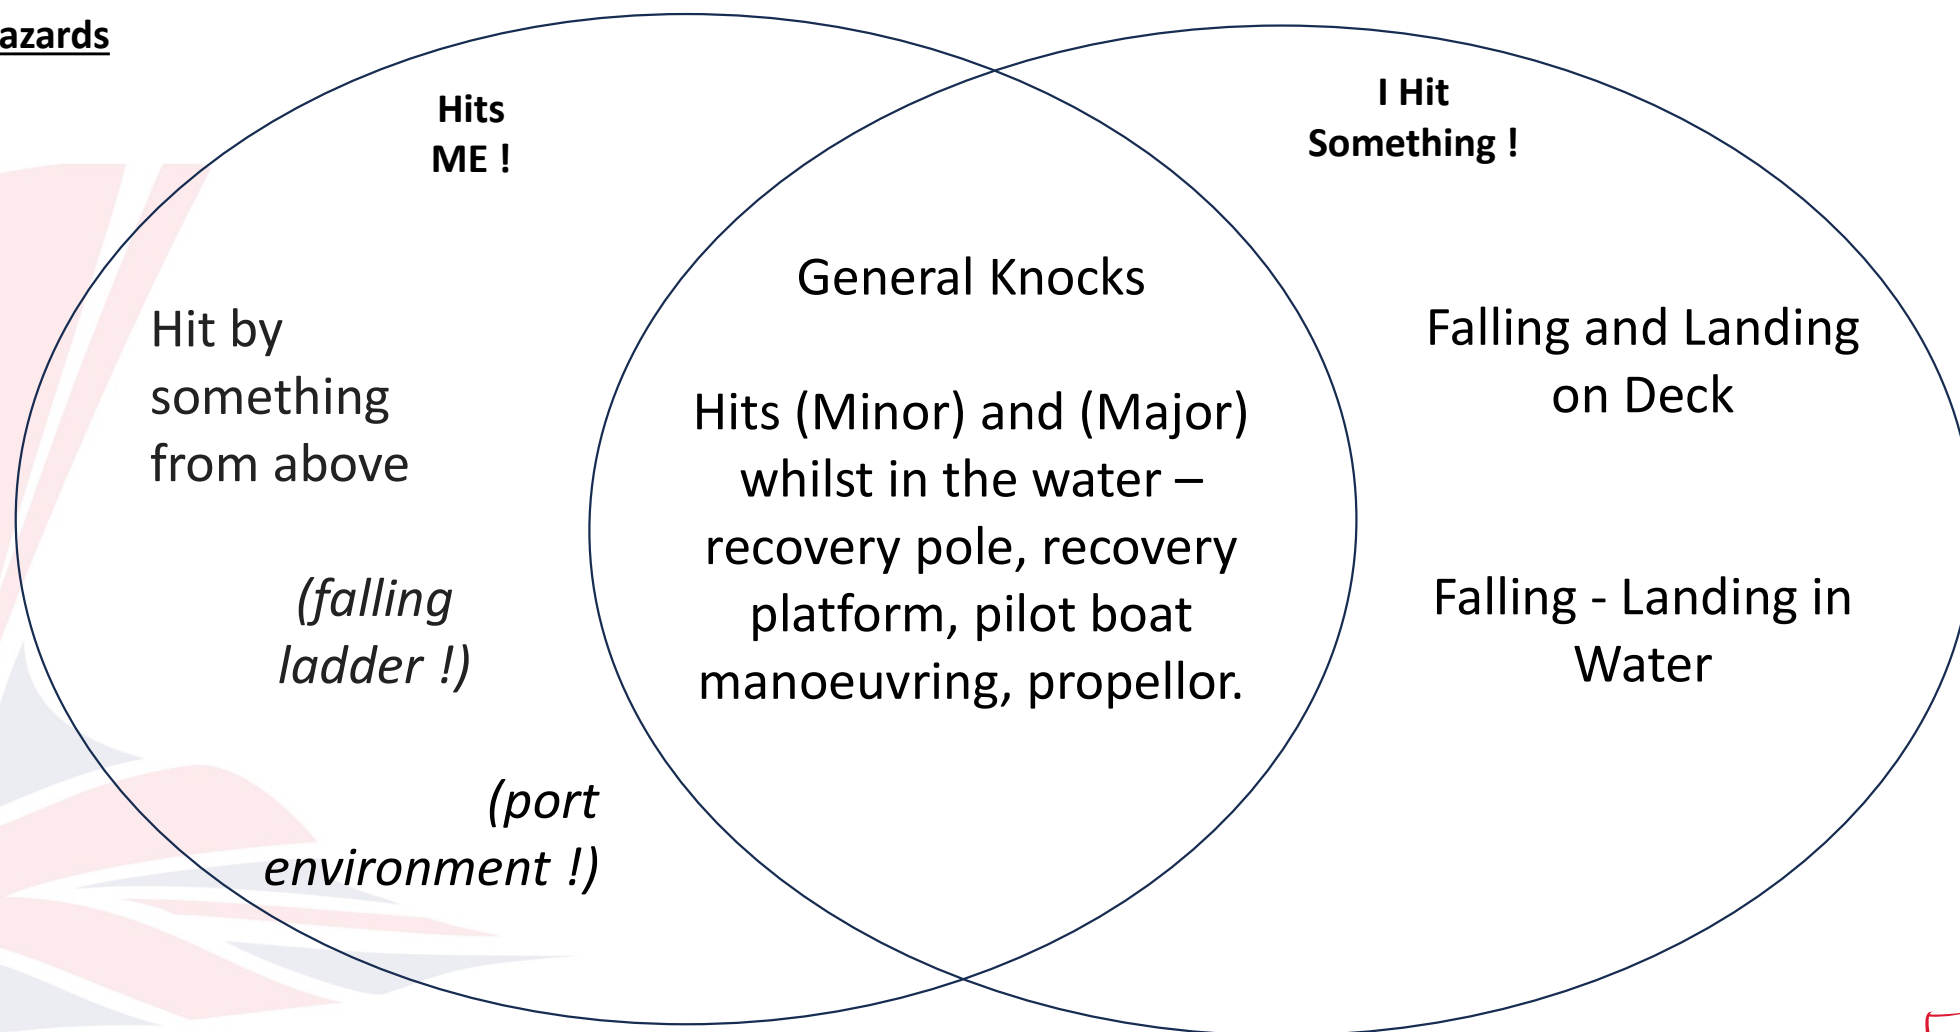 azards
Hits
ME !
I Hit
Something !
Hit by
something
from above
(falling
ladder !)
(port
environment !)
General Knocks
Hits (Minor) and (Major)
whilst in the water –
recovery pole, recovery
platform, pilot boat
manoeuvring, propellor.
Falling and Landing
on Deck
Falling - Landing in
Water